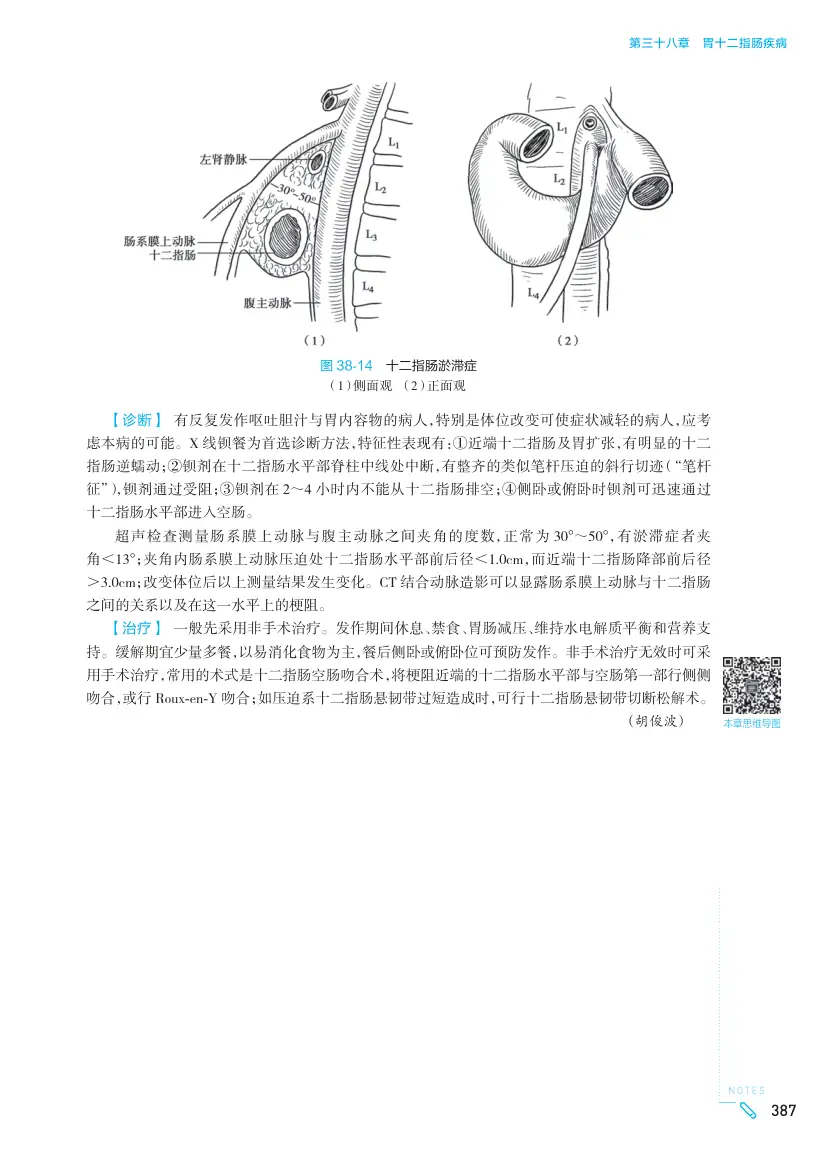 第三十八章 胃十二指肠疾病
左肾静脉
30°~50°
肠系膜上动脉
十二指肠
腹主动脉
L1
L2
L3
L4
（1）
L1
L2
L4
（2）
图 38-14 十二指肠淤滞症
（1）侧面观 （2）正面观
【诊断】 有反复发作呕吐胆汁与胃内容物的病人，特别是体位改变可使症状减轻的病人，应考
虑本病的可能。X 线钡餐为首选诊断方法，特征性表现有：①近端十二指肠及胃扩张，有明显的十二
指肠逆蠕动；②钡剂在十二指肠水平部脊柱中线处中断，有整齐的类似笔杆压迫的斜行切迹（“笔杆
征”），钡剂通过受阻；③钡剂在 2～4 小时内不能从十二指肠排空；④侧卧或俯卧时钡剂可迅速通过
十二指肠水平部进入空肠。
超声检查测量肠系膜上动脉与腹主动脉之间夹角的度数，正常为 30°～50°，有淤滞症者夹
角＜13°；夹角内肠系膜上动脉压迫处十二指肠水平部前后径＜1.0cm，而近端十二指肠降部前后径
＞3.0cm；改变体位后以上测量结果发生变化。CT 结合动脉造影可以显露肠系膜上动脉与十二指肠
之间的关系以及在这一水平上的梗阻。
【治疗】 一般先采用非手术治疗。发作期间休息、禁食、胃肠减压、维持水电解质平衡和营养支
持。缓解期宜少量多餐，以易消化食物为主，餐后侧卧或俯卧位可预防发作。非手术治疗无效时可采
用手术治疗，常用的术式是十二指肠空肠吻合术，将梗阻近端的十二指肠水平部与空肠第一部行侧侧
吻合，或行 Roux-en-Y 吻合；如压迫系十二指肠悬韧带过短造成时，可行十二指肠悬韧带切断松解术。
（胡俊波）
本章思维导图
NOTES
387